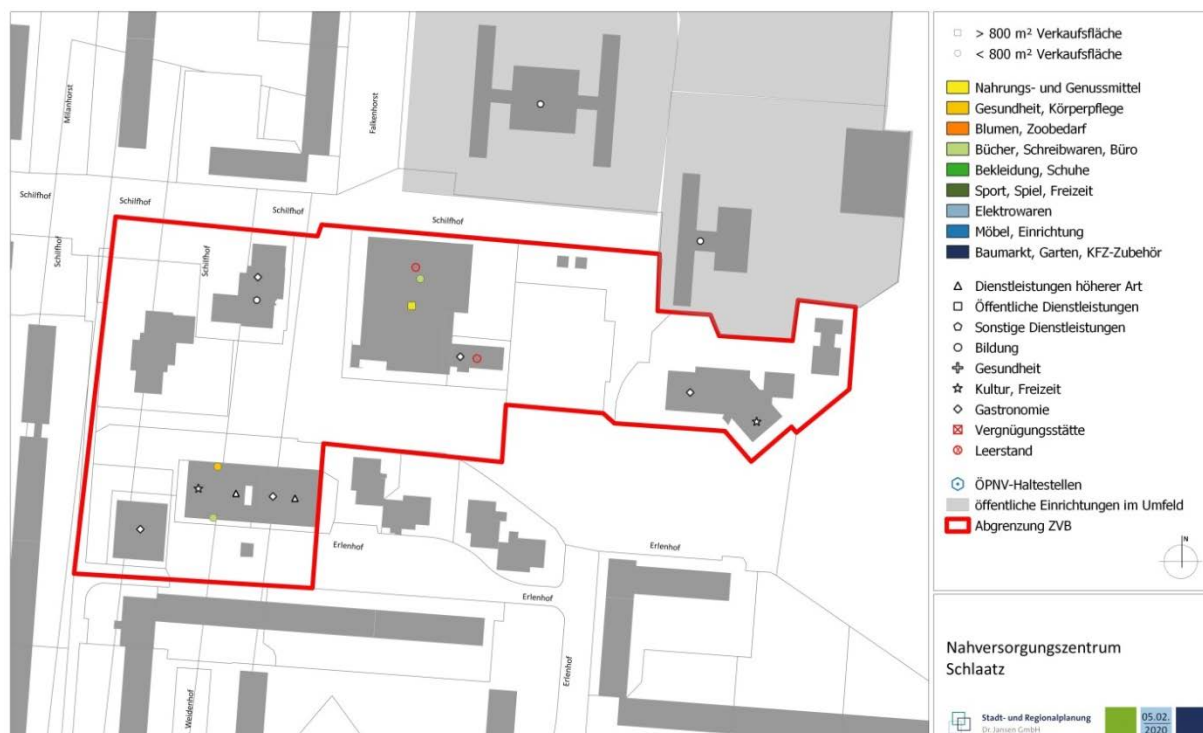 Milanhorst
Falkenhorst
Schilfhof
Schilfhof
Schilfhof
Schilfhof
Schilfhof
Schilfhof
Erlenhof
Erlenhof
Erlenhof
Erlenhof
Weidenhof
> 800 m² Verkaufsfläche
< 800 m² Verkaufsfläche
Nahrungs- und Genussmittel
Gesundheit, Körperpflege
Blumen, Zoobedarf
Bücher, Schreibwaren, Büro
Bekleidung, Schuhe
Sport, Spiel, Freizeit
Elektrowaren
Möbel, Einrichtung
Baumarkt, Garten, KFZ-Zubehör
Dienstleistungen höherer Art
Öffentliche Dienstleistungen
Sonstige Dienstleistungen
Bildung
Gesundheit
Kultur, Freizeit
Gastronomie
Vergnügungsstätte
Leerstand
ÖPNV-Haltestellen
öffentliche Einrichtungen im Umfeld
Abgrenzung ZVB
N
Nahversorgungszentrum
Schlaatz
Stadt- und Regionalplanung
Dr. Jansen GmbH
05.02.
2020